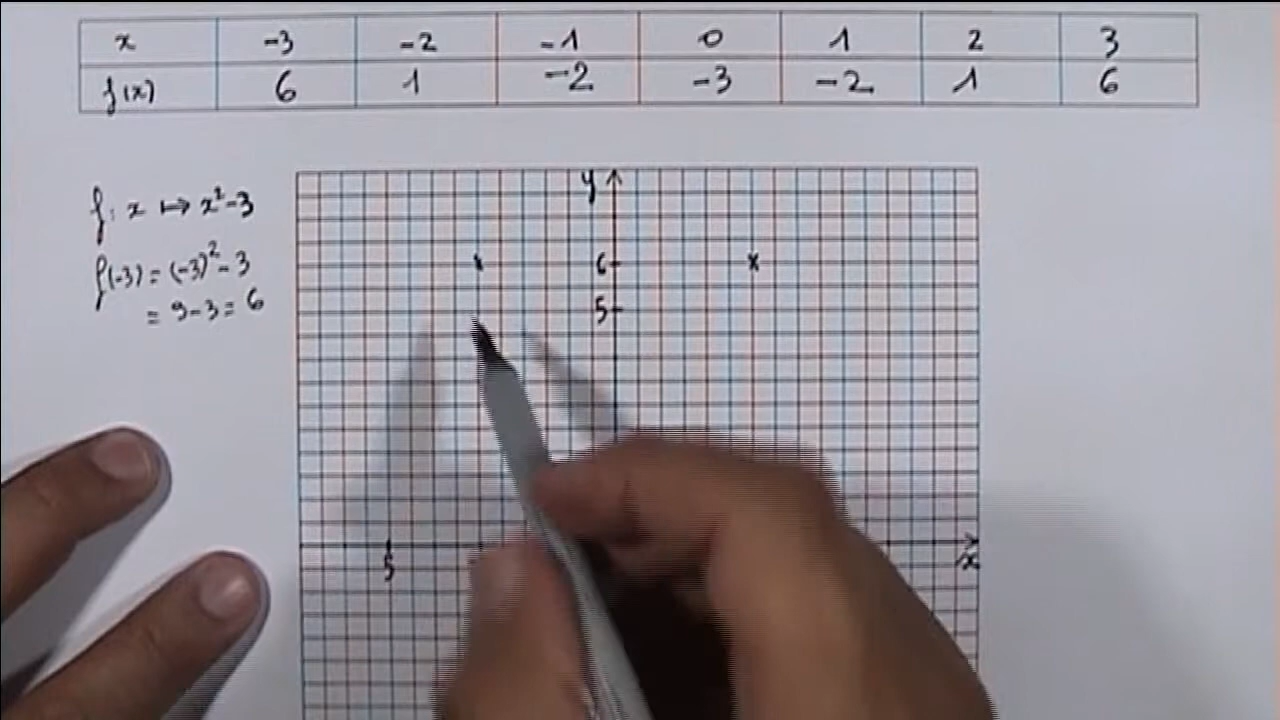 x -3 -2 -1 0 1 2 3
f(x) 6 1 -2 -3 -2 1 6
f: x ↦ x²-3
f(-3) = (-3)² - 3
= 9-3 = 6
y
6
5
5
x